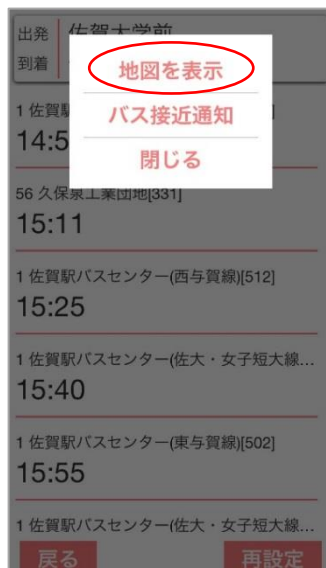 出発 佐賀大学前
到着
地図を表示
1 佐賀駅
バス接近通知
14:5
閉じる
56 久保泉工業団地[331]
15:11
1 佐賀駅バスセンター(西与賀線)[512]
15:25
1 佐賀駅バスセンター(佐大・女子短大線...
15:40
1 佐賀駅バスセンター(東与賀線)[502]
15:55
1 佐賀駅バスセンター(佐大・女子短大線...
戻る 再設定